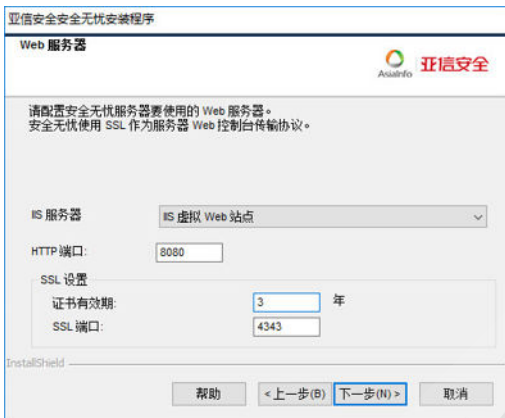 亚信安全安全无忧安装程序
Web 服务器
AsiaInfo 亚信安全
请配置安全无忧服务器要使用的 Web 服务器。
安全无忧使用 SSL 作为服务器 Web 控制台传输协议。
IIS 服务器 IIS 虚拟 Web 站点
HTTP 端口: 8080
SSL 设置
证书有效期: 3 年
SSL 端口: 4343
InstallShield
帮助 <上一步(B) 下一步(N)> 取消